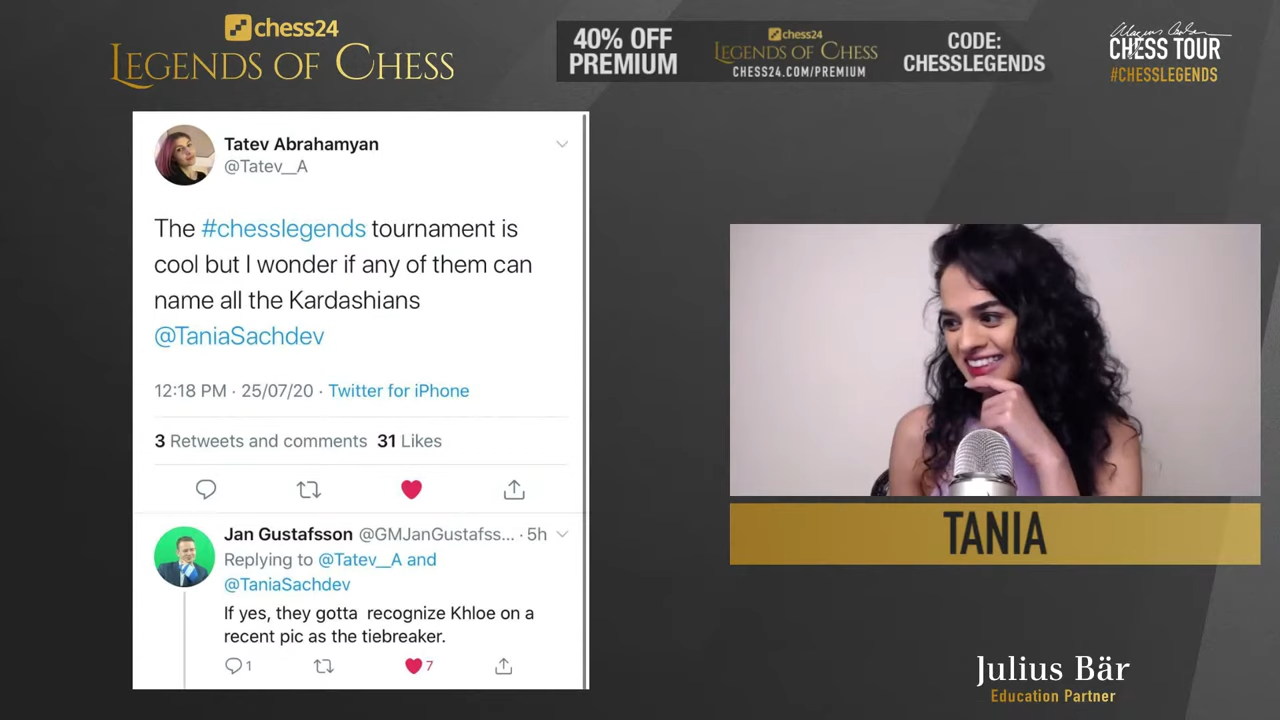 chess24
LEGENDS OF CHESS
40% OFF
PREMIUM
chess24
LEGENDS OF CHESS
CHESS24.COM/PREMIUM
CODE:
CHESSLEGENDS
Magnus Carlsen
CHESS TOUR
#CHESSLEGENDS
Tatev Abrahamyan
@Tatev__A
The #chesslegends tournament is
cool but I wonder if any of them can
name all the Kardashians
@TaniaSachdev
12:18 PM · 25/07/20 · Twitter for iPhone
3 Retweets and comments 31 Likes
Jan Gustafsson @GMJanGustafss... · 5h
Replying to @Tatev__A and
@TaniaSachdev
If yes, they gotta recognize Khloe on a
recent pic as the tiebreaker.
1
7
TANIA
Julius Bär
Education Partner